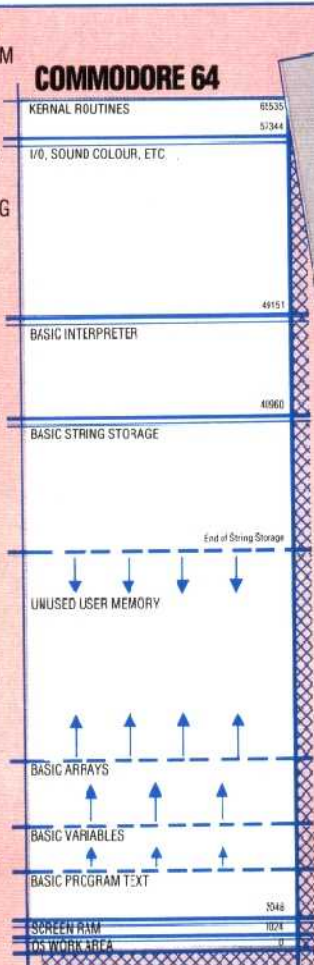 M
COMMODORE 64
KERNAL ROUTINES 65535
57344
I/O, SOUND COLOUR, ETC
G
49151
BASIC INTERPRETER
40960
BASIC STRING STORAGE
End of String Storage
UNUSED USER MEMORY
BASIC ARRAYS
BASIC VARIABLES
BASIC PROGRAM TEXT
2048
SCREEN RAM 1024
OS WORK AREA 0